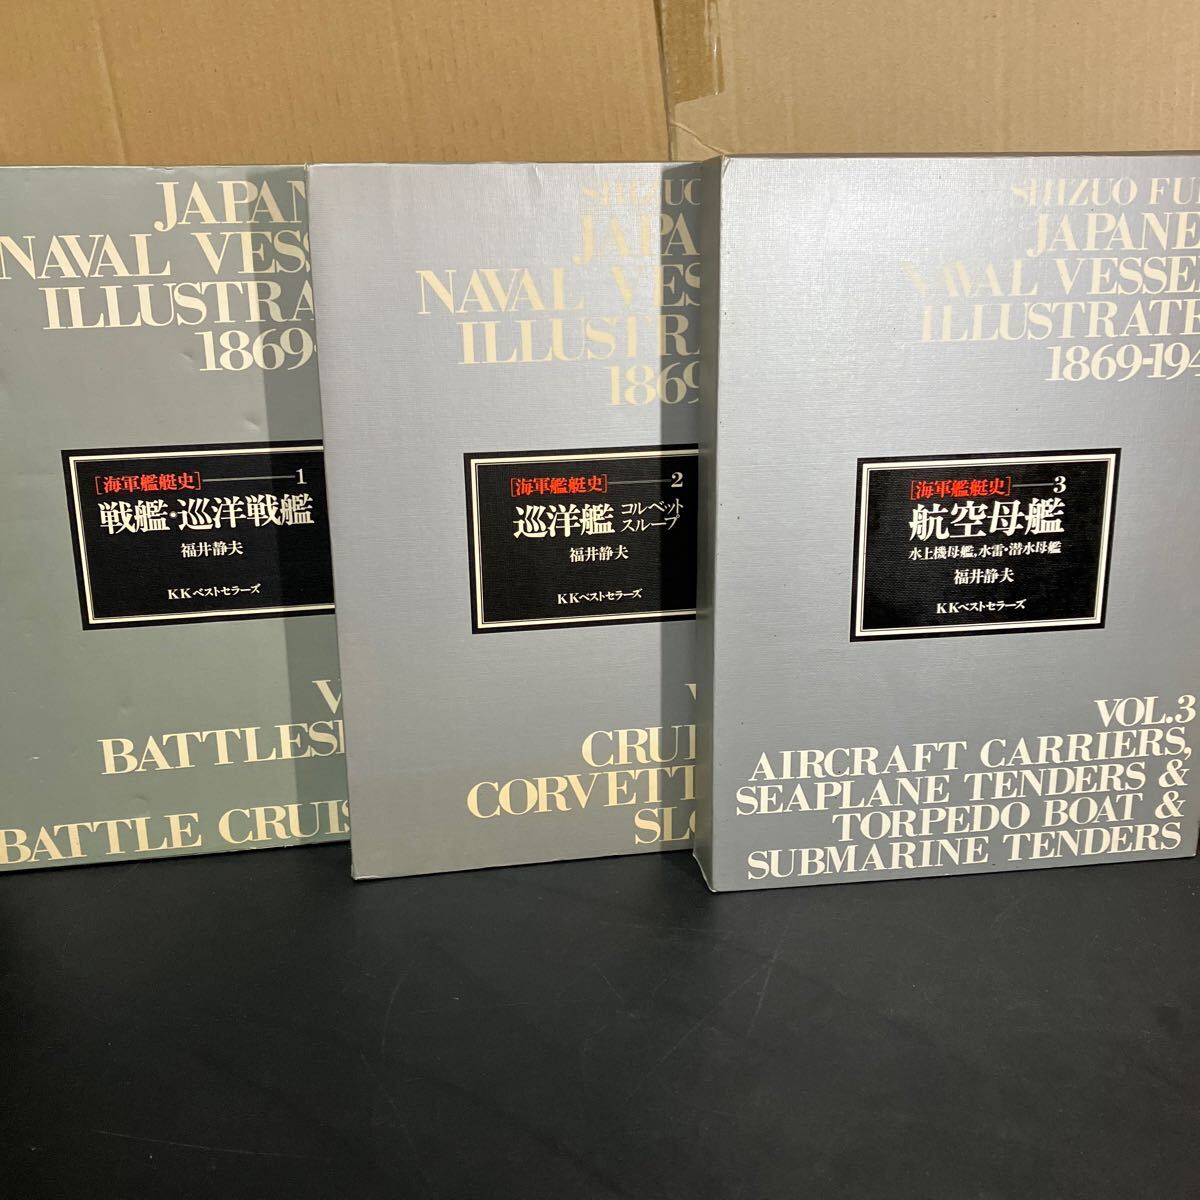 JAPAN
NAVAL VESS
ILLUSTRA
1869-
[海軍艦艇史]——1
戦艦・巡洋戦艦
福井静夫
KKベストセラーズ
V
BATTLESH
BATTLE CRUIS
SHIZUO
JAPA
NAVAL VES
ILLUSTRA
1869
[海軍艦艇史]——2
巡洋艦 コルベット
スループ
福井静夫
KKベストセラーズ
V
CRUI
CORVETT
SLO
SHIZUO FU
JAPANE
NAVAL VESSE
ILLUSTRATE
1869-194
[海軍艦艇史]——3
航空母艦
水上機母艦,水雷・潜水母艦
福井静夫
KKベストセラーズ
VOL.3
AIRCRAFT CARRIERS,
SEAPLANE TENDERS &
TORPEDO BOAT &
SUBMARINE TENDERS